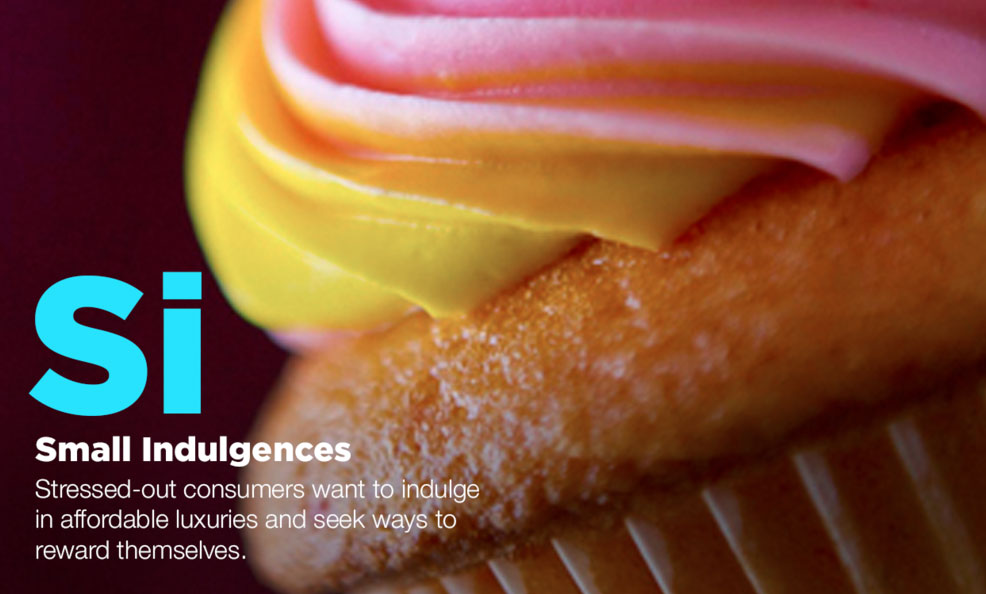 Si
Small Indulgences
Stressed-out consumers want to indulge
in affordable luxuries and seek ways to
reward themselves.